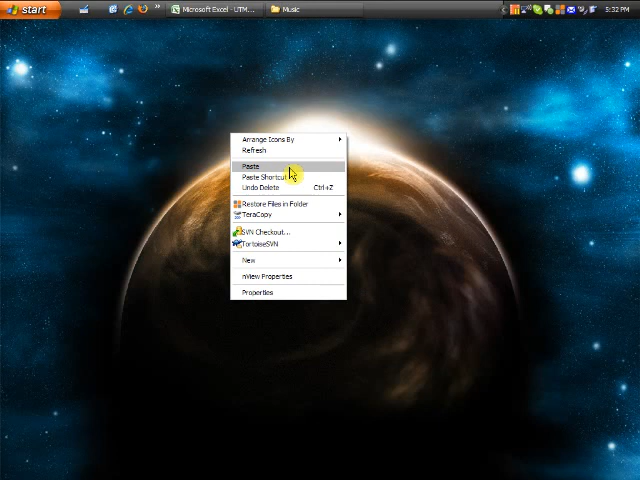 start
»
Microsoft Excel - UTM...
Music
5:32 PM
Arrange Icons By
Refresh
Paste
Paste Shortcu
Undo Delete Ctrl+Z
Restore Files in Folder
TeraCopy
SVN Checkout...
TortoiseSVN
New
nView Properties
Properties